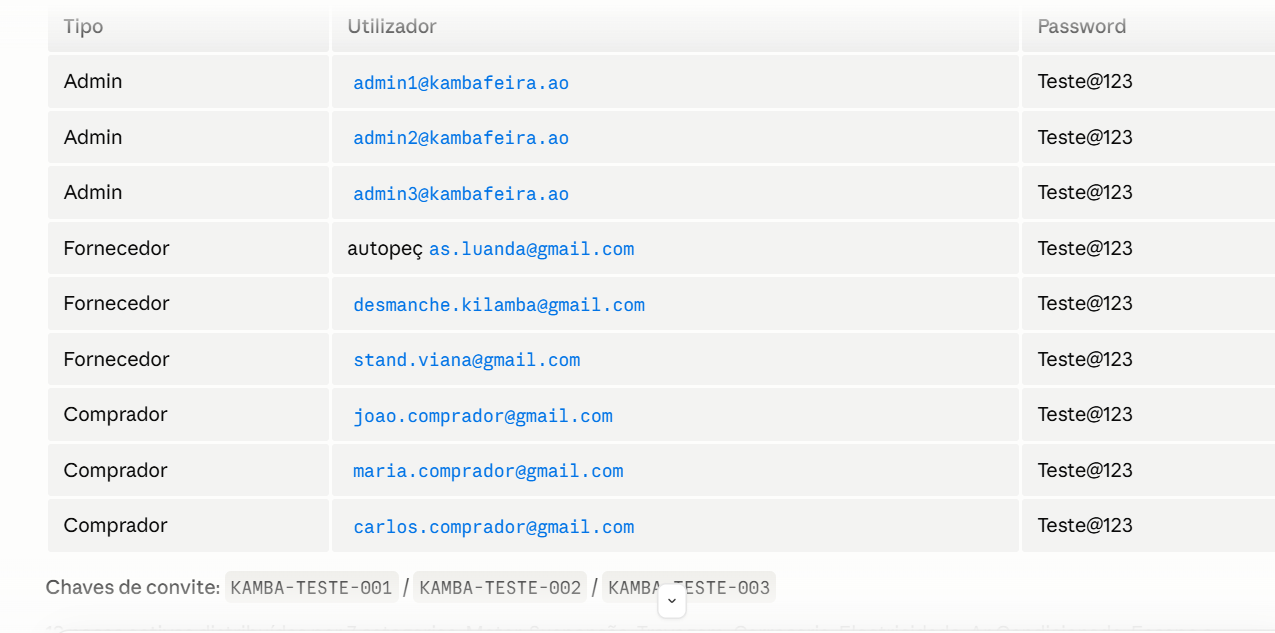 Tipo Utilizador Password
Admin admin1@kambafeira.ao Teste@123
Admin admin2@kambafeira.ao Teste@123
Admin admin3@kambafeira.ao Teste@123
Fornecedor autopeç as.luanda@gmail.com Teste@123
Fornecedor desmanche.kilamba@gmail.com Teste@123
Fornecedor stand.viana@gmail.com Teste@123
Comprador joao.comprador@gmail.com Teste@123
Comprador maria.comprador@gmail.com Teste@123
Comprador carlos.comprador@gmail.com Teste@123
Chaves de convite: KAMBA-TESTE-001 / KAMBA-TESTE-002 / KAMBA-TESTE-003